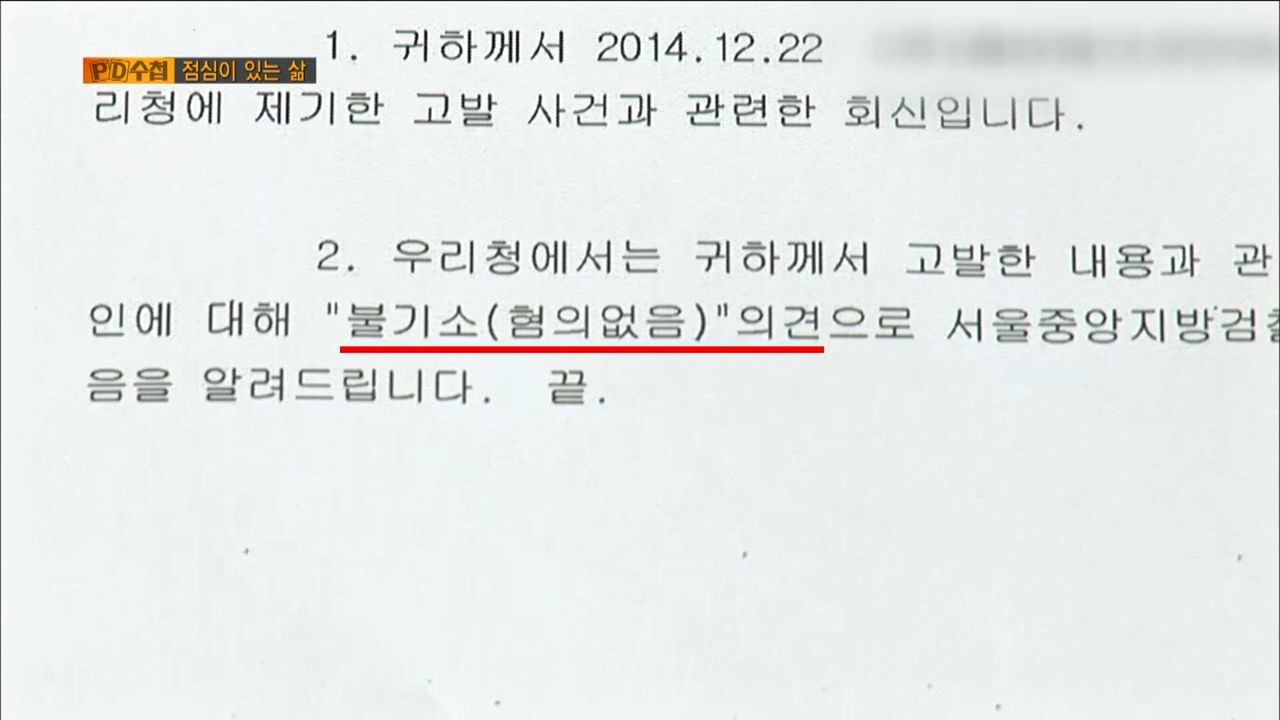 PD수첩 점심이 있는 삶
1. 귀하께서 2014.12.22
리청에 제기한 고발 사건과 관련한 회신입니다.
2. 우리청에서는 귀하께서 고발한 내용과 관
인에 대해 "불기소(혐의없음)"의견으로 서울중앙지방검찰
음을 알려드립니다. 끝.